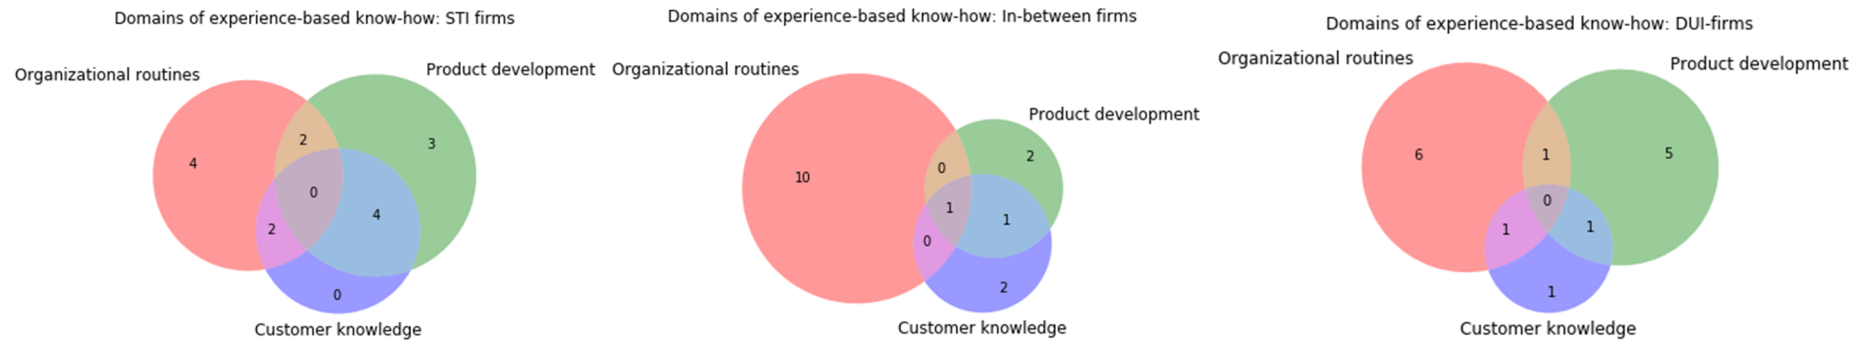 Domains of experience-based know-how: STI firms
Organizational routines
Product development
2
3
4
0
4
2
0
Customer knowledge
Domains of experience-based know-how: In-between firms
Organizational routines
Product development
2
0
10
1
1
0
2
Customer knowledge
Domains of experience-based know-how: DUI-firms
Organizational routines
Product development
6
1
5
0
1
1
1
Customer knowledge